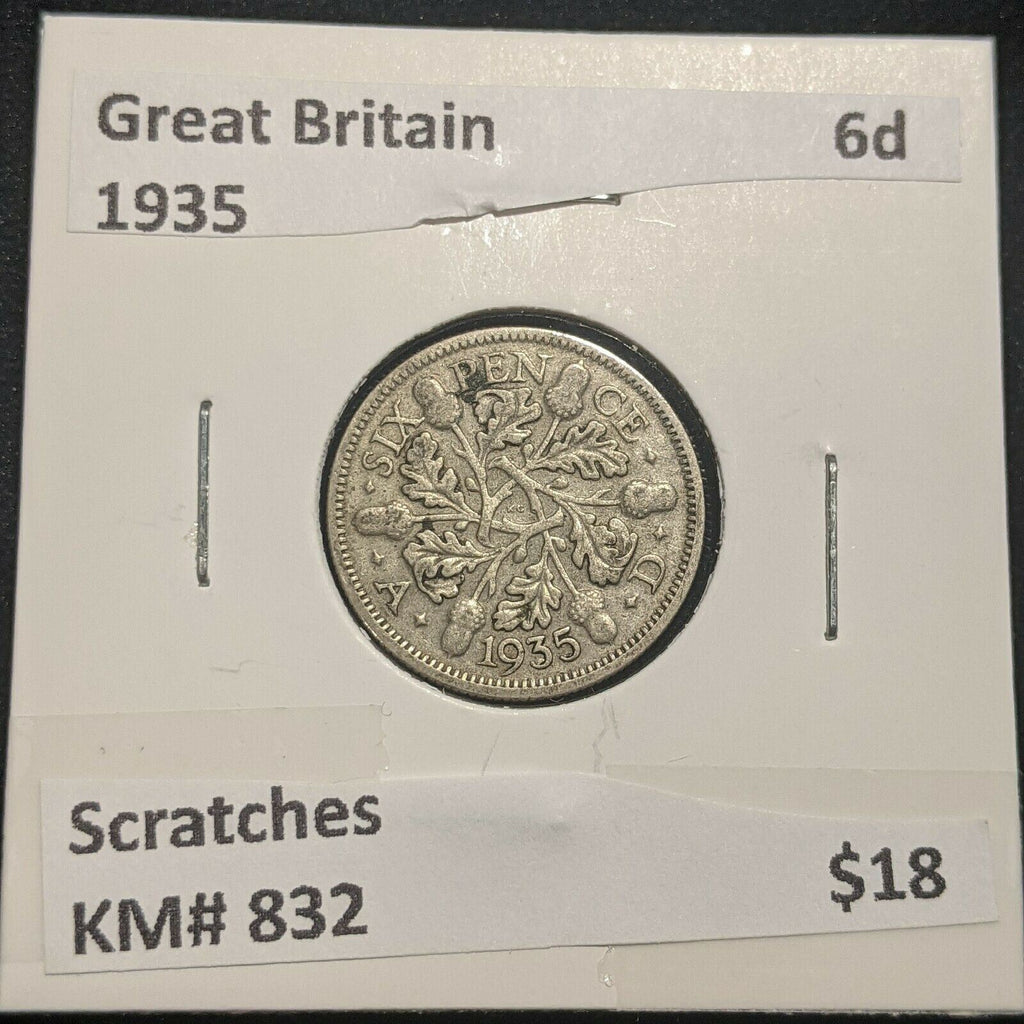 Great Britain 6d
1935
SIX PENCE
A D
1935
Scratches
KM# 832 $18